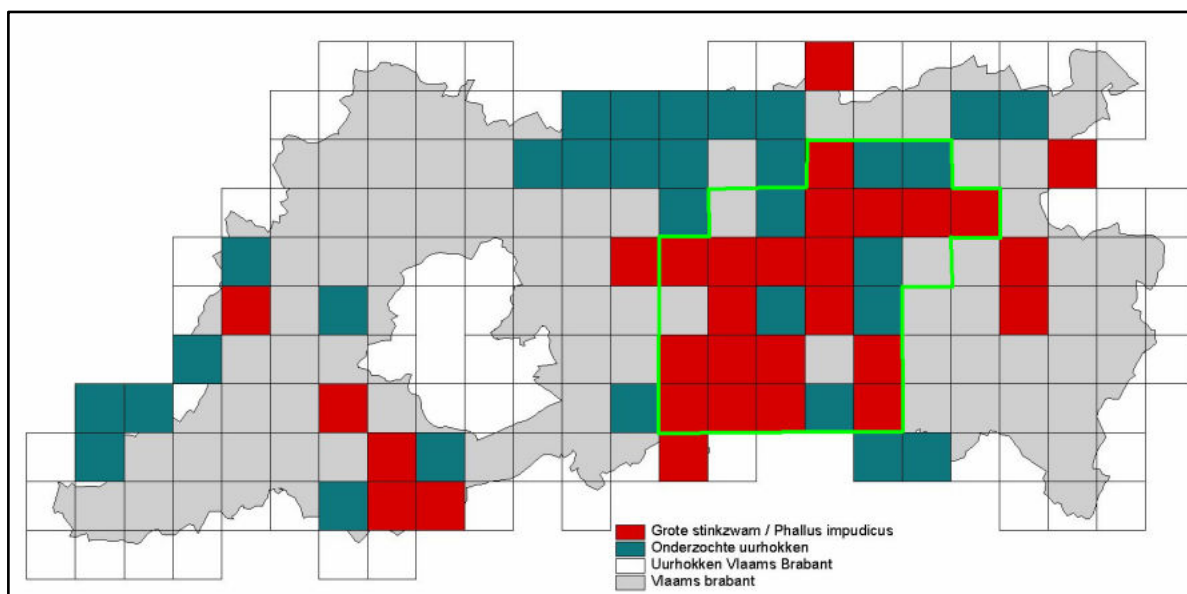 Grote stinkzwam / Phallus impudicus
Onderzochte uurhokken
Uurhokken Vlaams Brabant
Vlaams brabant